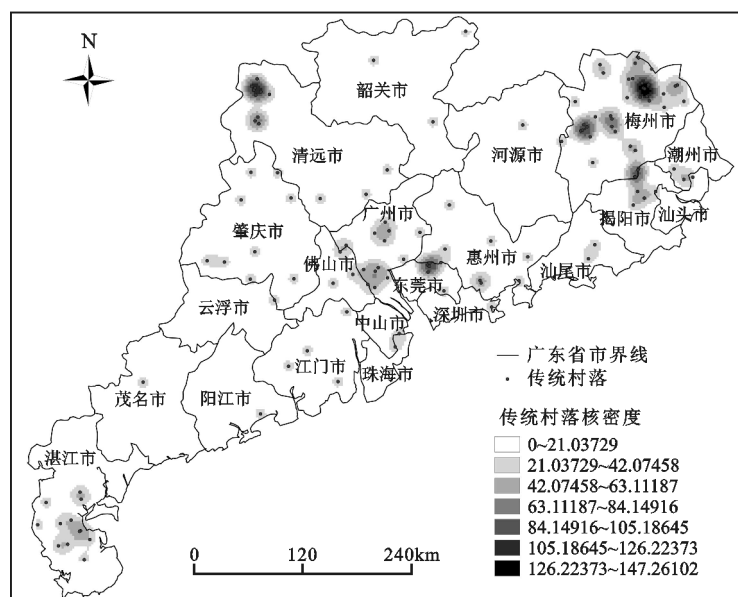 N
韶关市
梅州市
清远市
河源市
潮州市
广州市
揭阳市
汕头市
肇庆市
佛山市
惠州市
东莞市
汕尾市
云浮市
中山市
深圳市
江门市
珠海市
茂名市
阳江市
湛江市
广东省市界线
传统村落
传统村落核密度
0~21.03729
21.03729~42.07458
42.07458~63.11187
63.11187~84.14916
84.14916~105.18645
105.18645~126.22373
126.22373~147.26102
0 120 240km